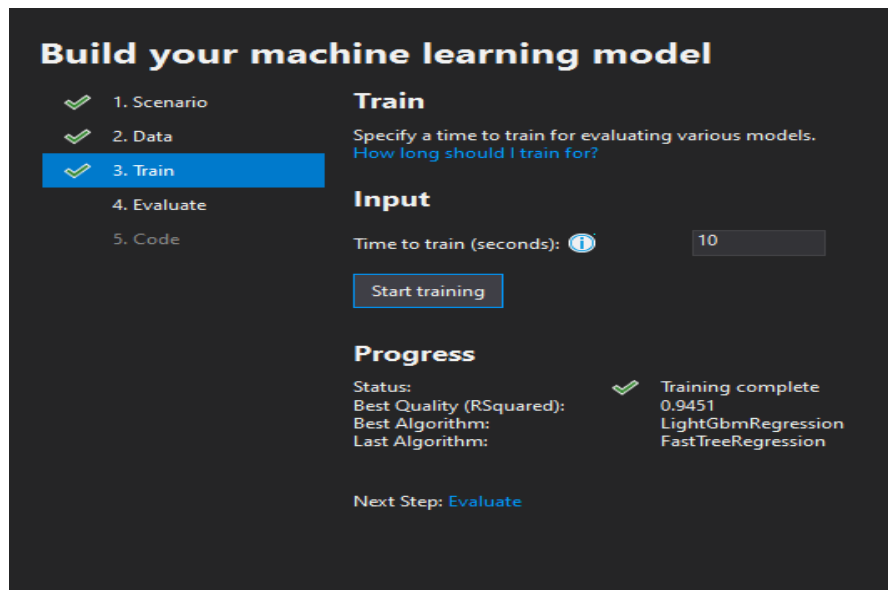 Build your machine learning model
1. Scenario
2. Data
3. Train
4. Evaluate
5. Code
Train
Specify a time to train for evaluating various models.
How long should I train for?
Input
Time to train (seconds): 10
Start training
Progress
Status: Training complete
Best Quality (RSquared): 0.9451
Best Algorithm: LightGbmRegression
Last Algorithm: FastTreeRegression
Next Step: Evaluate